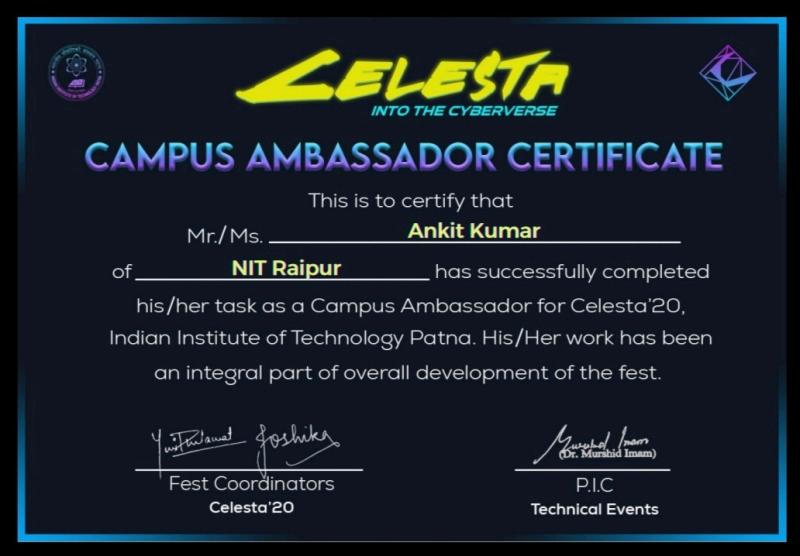 CELESTA
INTO THE CYBERVERSE
CAMPUS AMBASSADOR CERTIFICATE
This is to certify that
Mr./Ms. Ankit Kumar
of NIT Raipur has successfully completed
his/her task as a Campus Ambassador for Celesta'20,
Indian Institute of Technology Patna. His/Her work has been
an integral part of overall development of the fest.
Joshika
Murshid Imam
(Dr. Murshid Imam)
Fest Coordinators
P.I.C
Celesta'20
Technical Events